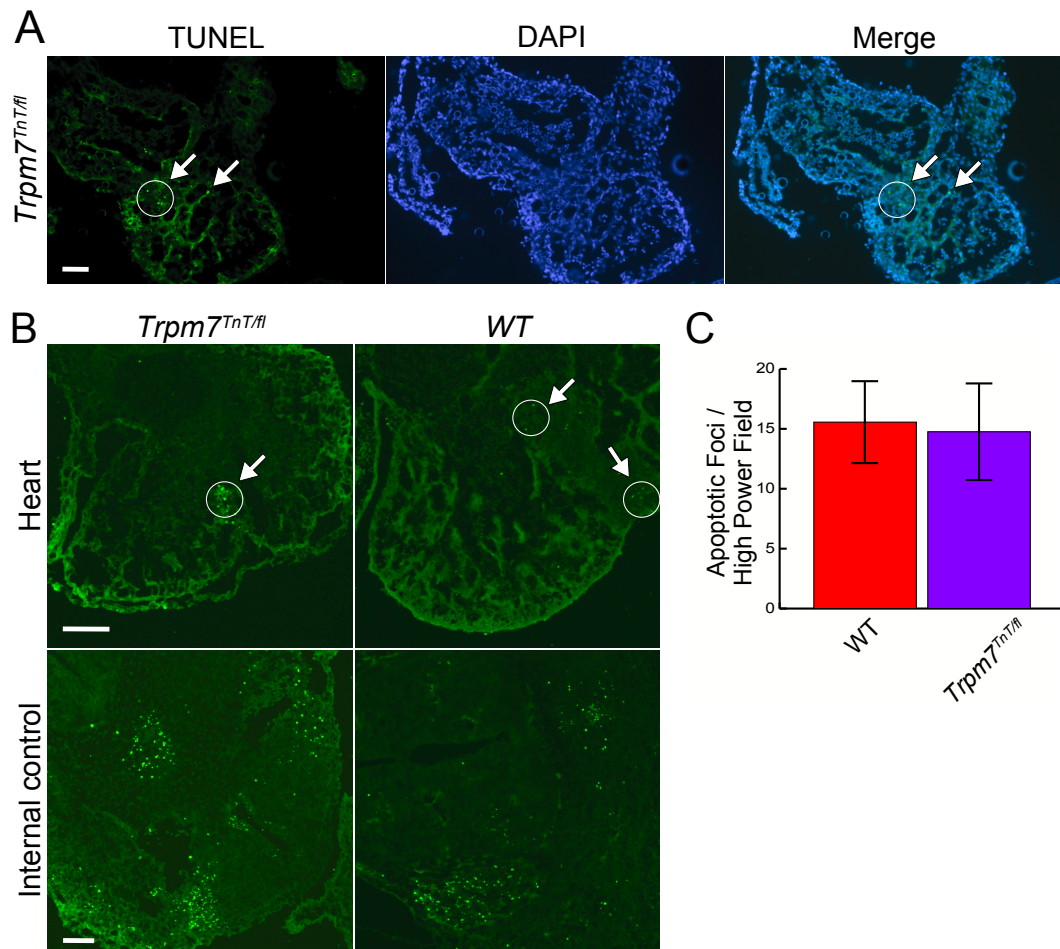 A
TUNEL
DAPI
Merge
Trpm7TnT/fl
B
Trpm7TnT/fl
WT
Heart
Internal control
C
Apoptotic Foci /
High Power Field
20
15
10
5
0
WT
Trpm7TnT/fl